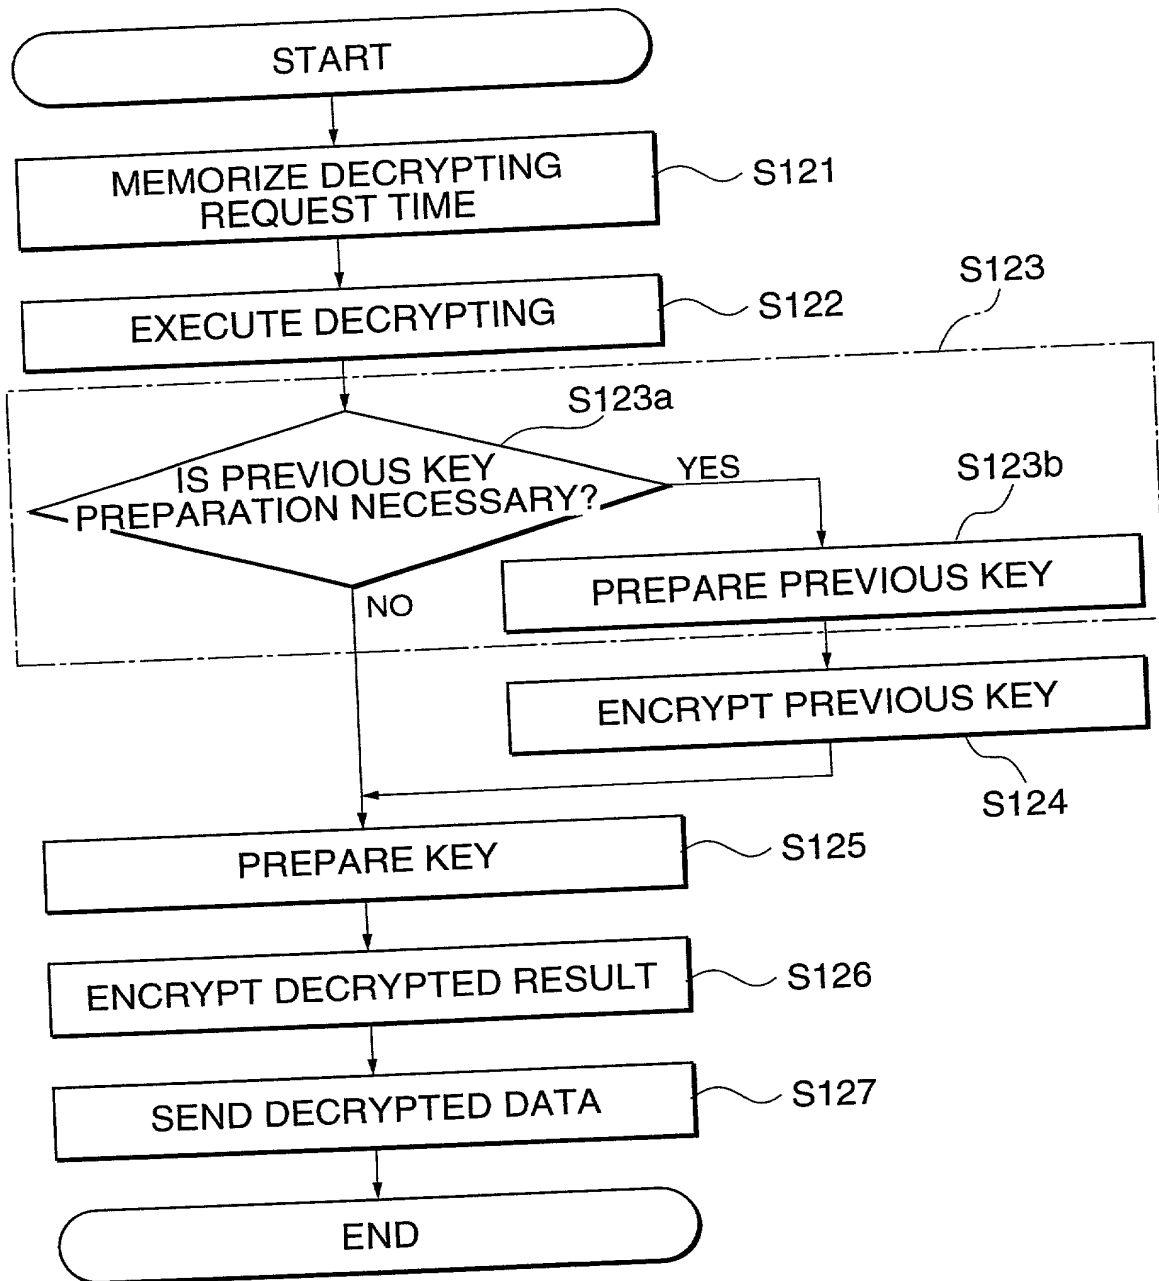 START
MEMORIZE DECRYPTING
REQUEST TIME
S121
EXECUTE DECRYPTING
S122
S123
S123a
IS PREVIOUS KEY
PREPARATION NECESSARY?
YES
NO
S123b
PREPARE PREVIOUS KEY
ENCRYPT PREVIOUS KEY
S124
PREPARE KEY
S125
ENCRYPT DECRYPTED RESULT
S126
SEND DECRYPTED DATA
S127
END